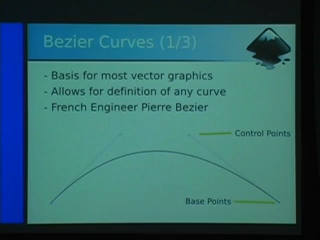 Bezier Curves (1/3)
- Basis for most vector graphics
- Allows for definition of any curve
- French Engineer Pierre Bezier
Control Points
Base Points